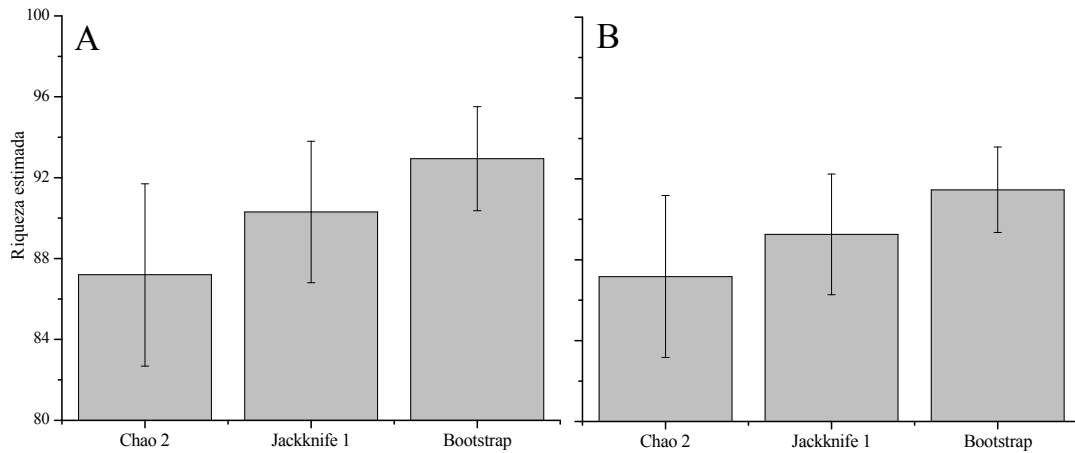 A
B
Riqueza estimada
100
96
92
88
84
80
Chao 2
Jackknife 1
Bootstrap
Chao 2
Jackknife 1
Bootstrap